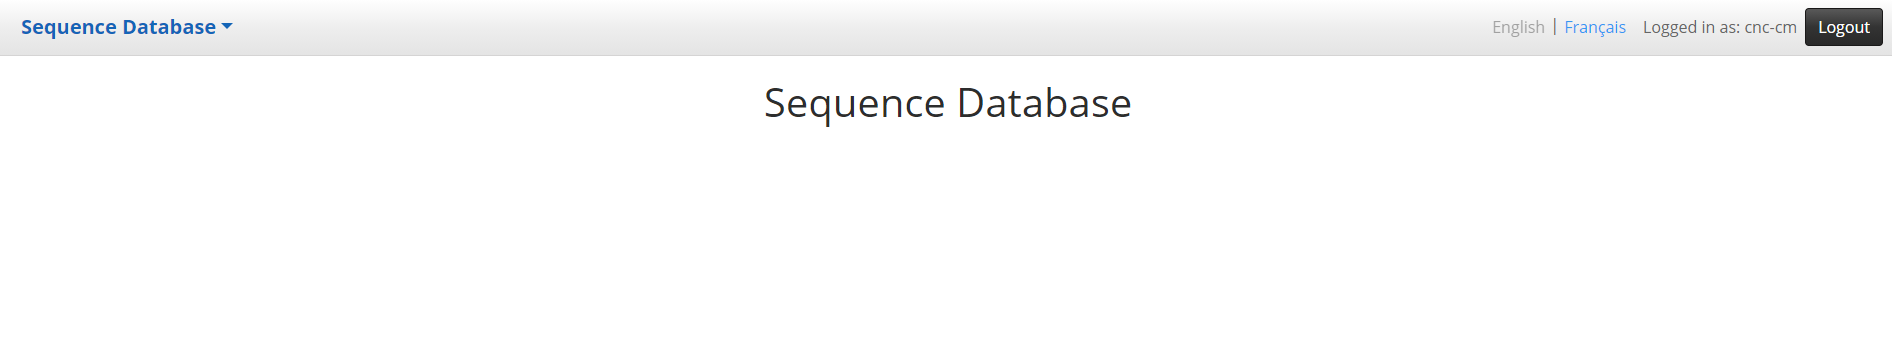 Sequence Database
English | Français Logged in as: cnc-cm Logout
Sequence Database